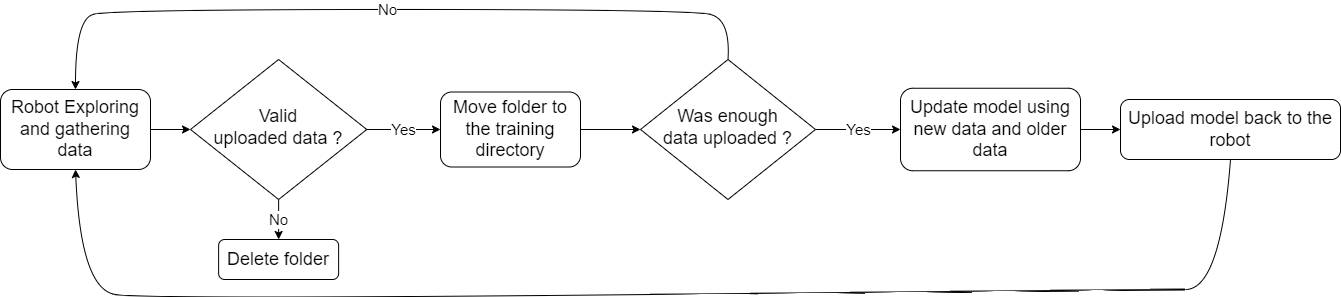 No
Robot Exploring
and gathering
data
Valid
uploaded data ?
Yes
Move folder to
the training
directory
Was enough
data uploaded ?
Yes
Update model using
new data and older
data
Upload model back to the
robot
No
Delete folder